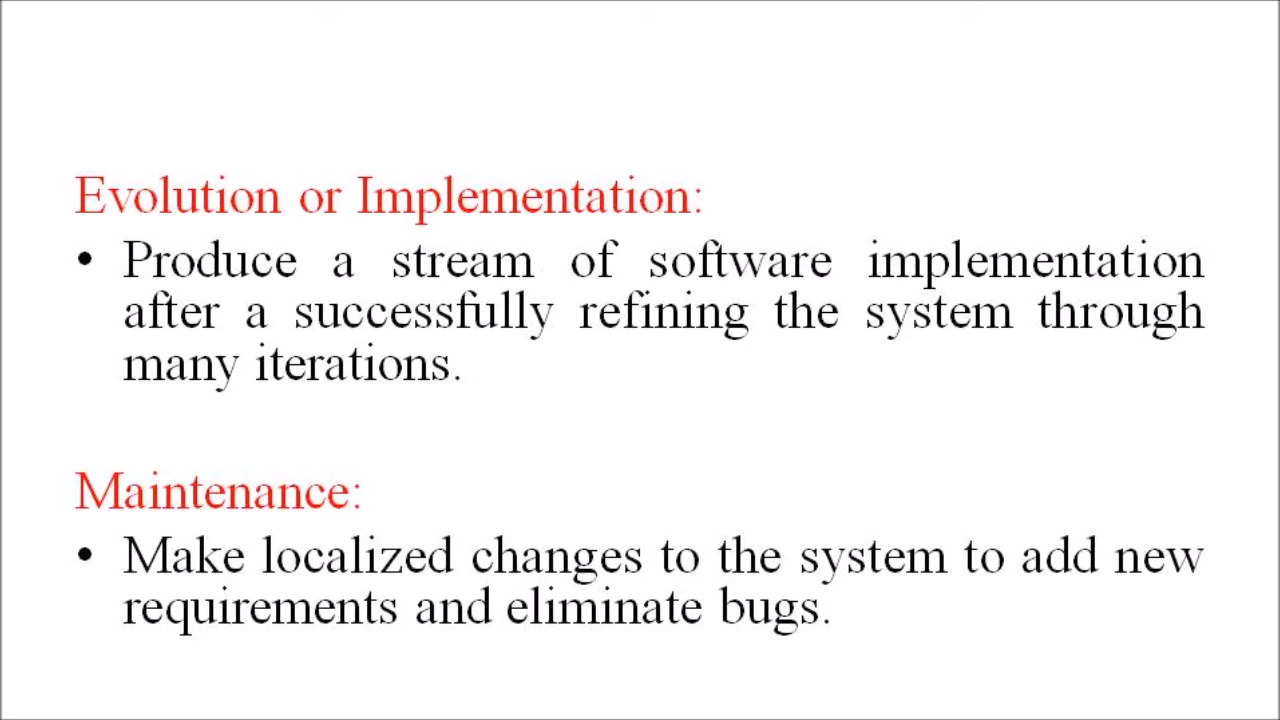 Evolution or Implementation:
• Produce a stream of software implementation
after a successfully refining the system through
many iterations.
Maintenance:
• Make localized changes to the system to add new
requirements and eliminate bugs.